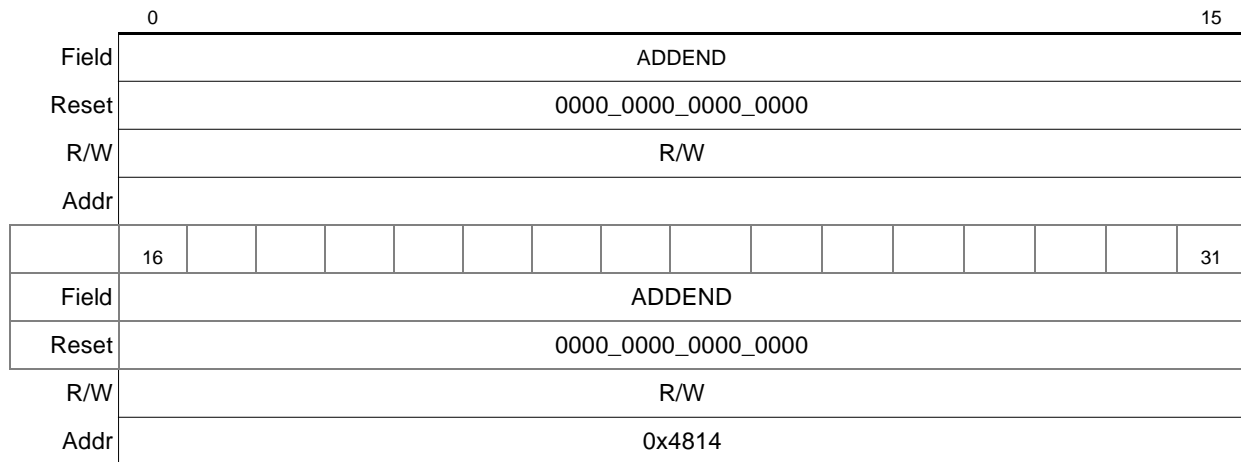 0 15
Field ADDEND
Reset 0000_0000_0000_0000
R/W R/W
Addr
16 31
Field ADDEND
Reset 0000_0000_0000_0000
R/W R/W
Addr 0x4814